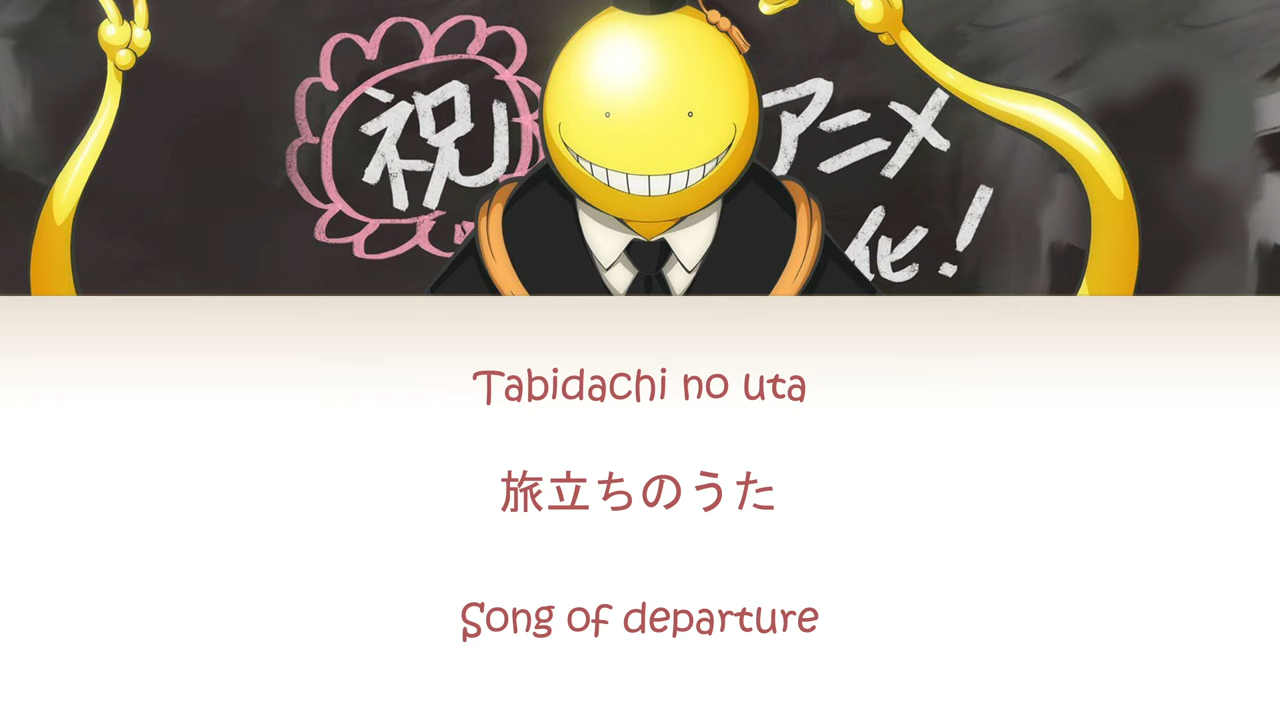 祝
アニメ
化!
Tabidachi no uta
旅立ちのうた
Song of departure